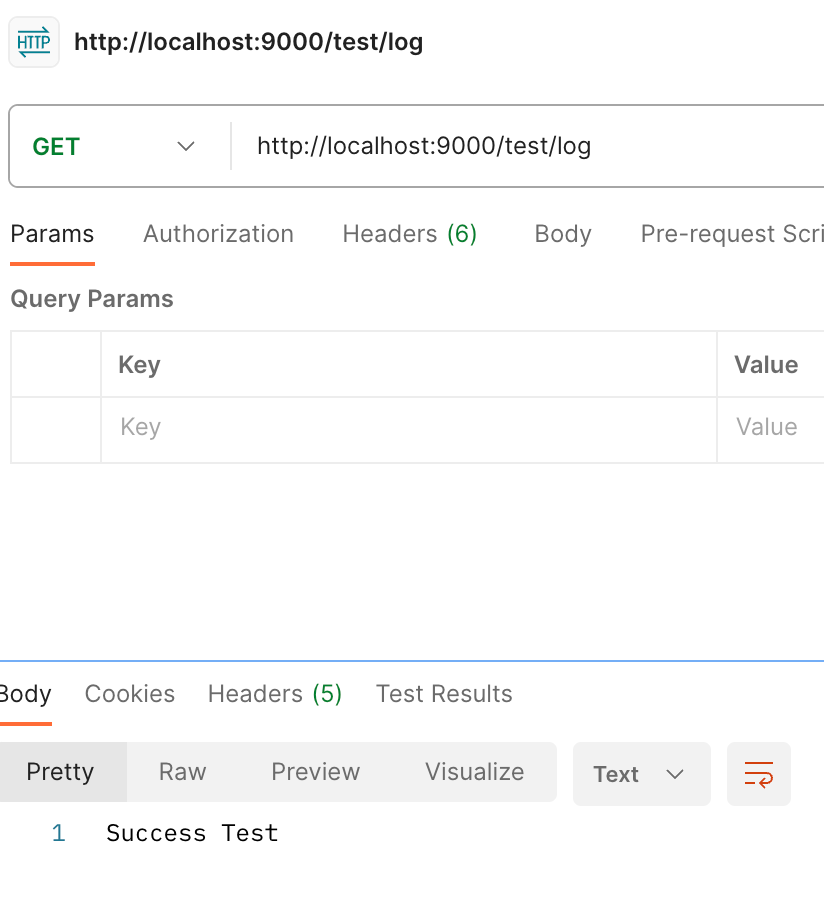 HTTP http://localhost:9000/test/log
GET http://localhost:9000/test/log
Params Authorization Headers (6) Body Pre-request Scri
Query Params
Key Value
Key Value
Body Cookies Headers (5) Test Results
Pretty Raw Preview Visualize Text
1 Success Test